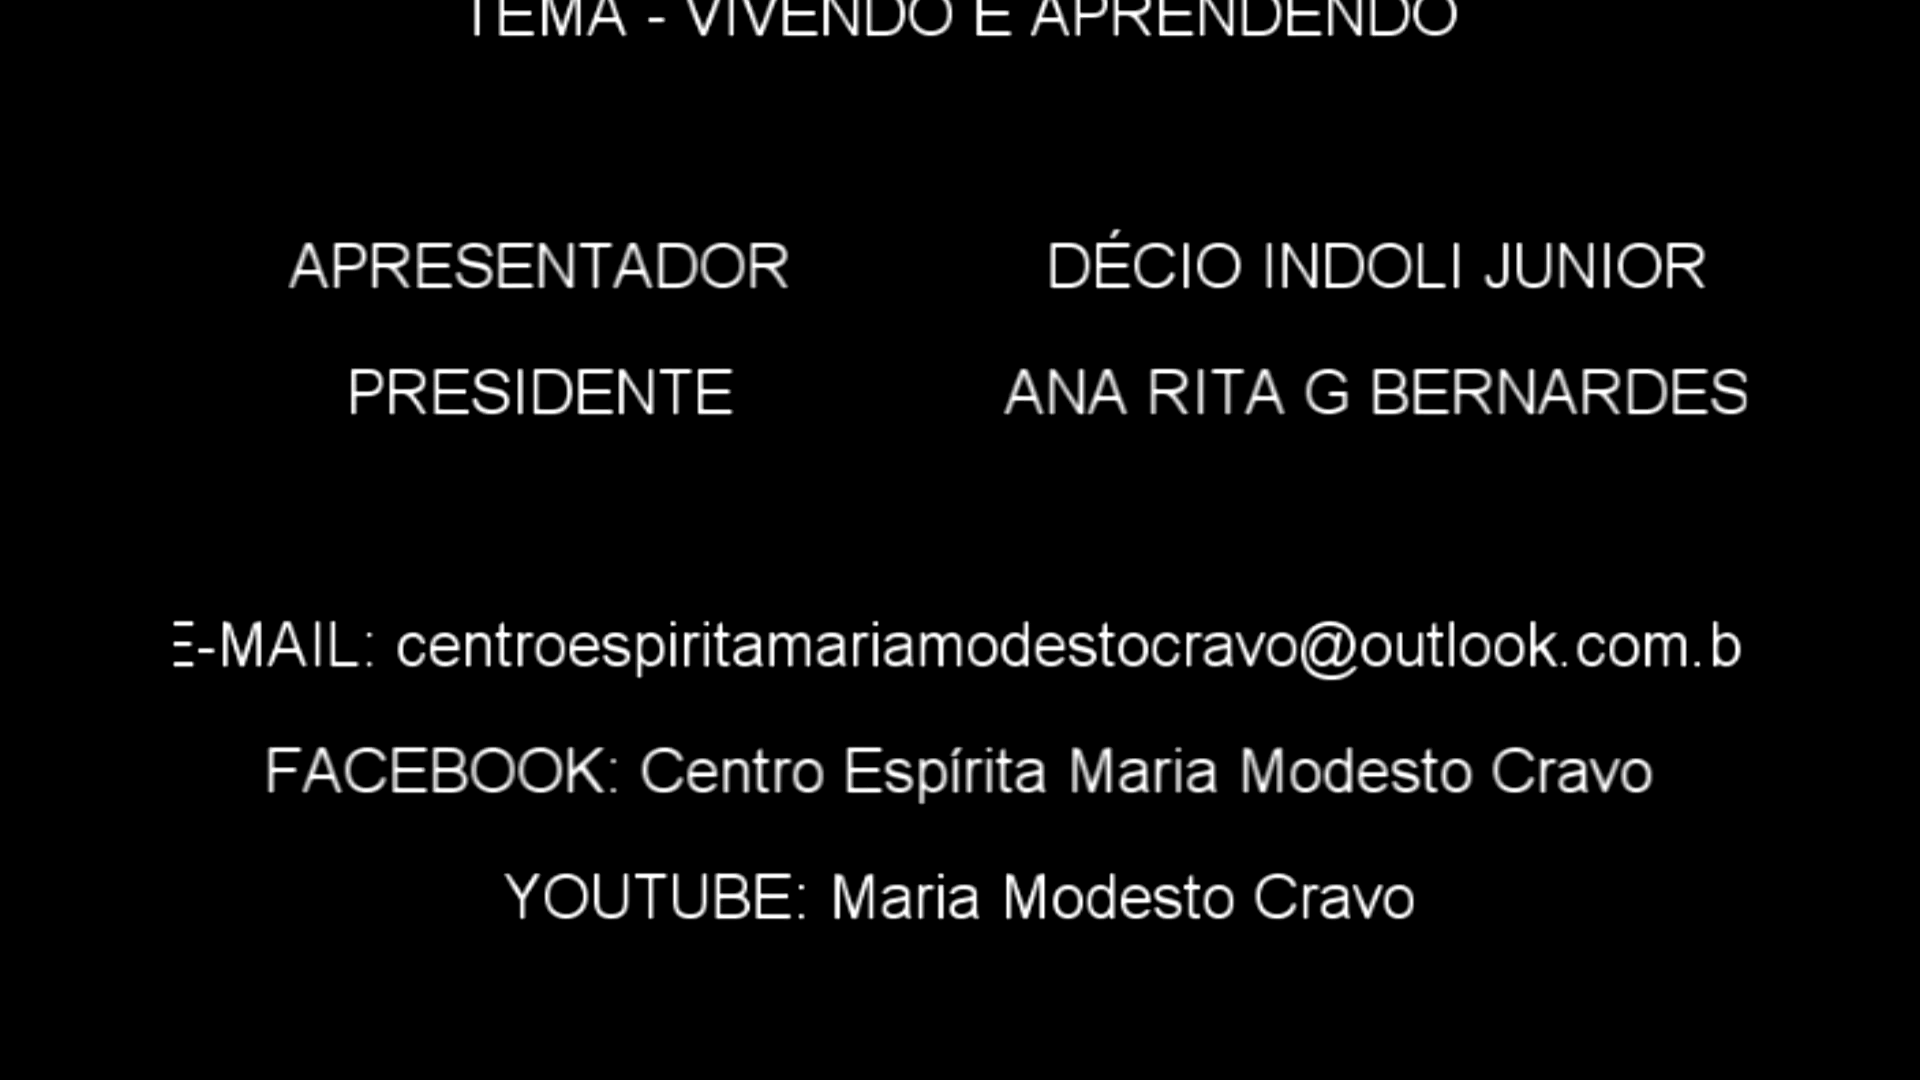 TEMA - VIVENDO E APRENDENDO
APRESENTADOR DÉCIO INDOLI JUNIOR
PRESIDENTE ANA RITA G BERNARDES
E-MAIL: centroespiritamariamodestocravo@outlook.com.b
FACEBOOK: Centro Espírita Maria Modesto Cravo
YOUTUBE: Maria Modesto Cravo